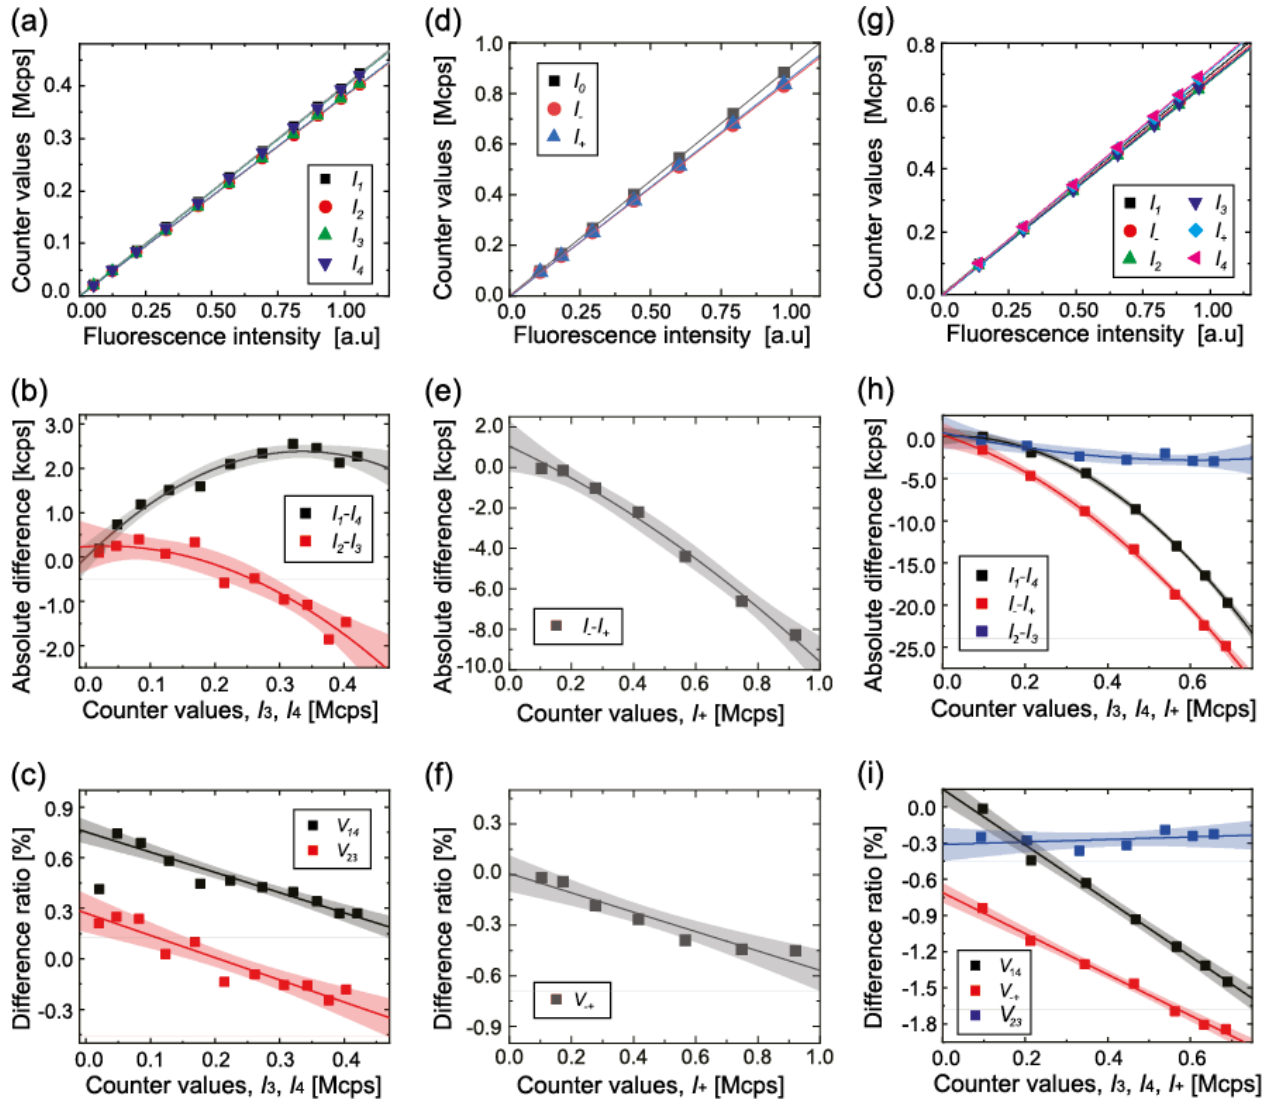 (a)
Counter values [Mcps]
0.4
0.3
0.2
0.1
0.0
I1
I2
I3
I4
0.00 0.25 0.50 0.75 1.00
Fluorescence intensity [a.u]
(d)
Counter values [Mcps]
1.0
0.8
0.6
0.4
0.2
0.0
I0
I-
I+
0.00 0.25 0.50 0.75 1.00
Fluorescence intensity [a.u]
(g)
Counter values [Mcps]
0.8
0.6
0.4
0.2
0.0
I1 I3
I- I+
I2 I4
0.00 0.25 0.50 0.75 1.00
Fluorescence intensity [a.u]
(b)
Absolute difference [kcps]
3.0
2.0
1.0
0.0
-1.0
-2.0
I1-I4
I2-I3
0.0 0.1 0.2 0.3 0.4
Counter values, I3, I4 [Mcps]
(e)
Absolute difference [kcps]
2.0
0.0
-2.0
-4.0
-6.0
-8.0
-10.0
I--I+
0.0 0.2 0.4 0.6 0.8 1.0
Counter values, I+ [Mcps]
(h)
Absolute difference [kcps]
0.0
-5.0
-10.0
-15.0
-20.0
-25.0
I1-I4
I--I+
I2-I3
0.0 0.2 0.4 0.6
Counter values, I3, I4, I+ [Mcps]
(c)
Difference ratio [%]
0.9
0.6
0.3
0.0
-0.3
V14
V23
0.0 0.1 0.2 0.3 0.4
Counter values, I3, I4 [Mcps]
(f)
Difference ratio [%]
0.3
0.0
-0.3
-0.6
-0.9
V-+
0.0 0.2 0.4 0.6 0.8 1.0
Counter values, I+ [Mcps]
(i)
Difference ratio [%]
0.0
-0.3
-0.6
-0.9
-1.2
-1.5
-1.8
V14
V-+
V23
0.0 0.2 0.4 0.6
Counter values, I3, I4, I+ [Mcps]